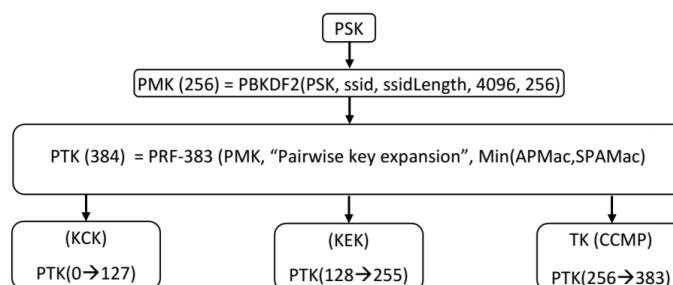 PSK
PMK (256) = PBKDF2(PSK, ssid, ssidLength, 4096, 256)
PTK (384)  = PRF-383 (PMK, “Pairwise key expansion”, Min(APMac,SPAMac)
(KCK)
PTK(0→127)
(KEK)
PTK(128→255)
TK (CCMP)
PTK(256→383)